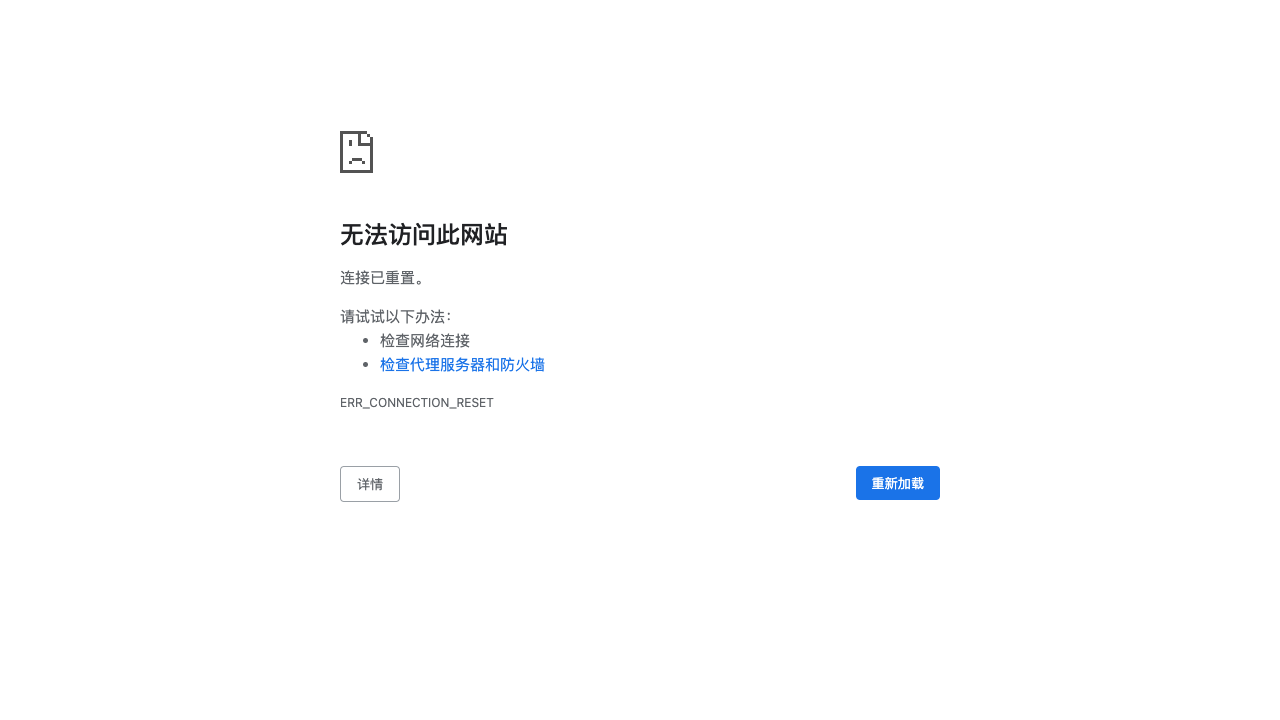 无法访问此网站
连接已重置。
请试试以下办法：
检查网络连接
检查代理服务器和防火墙
ERR_CONNECTION_RESET
详情
重新加载